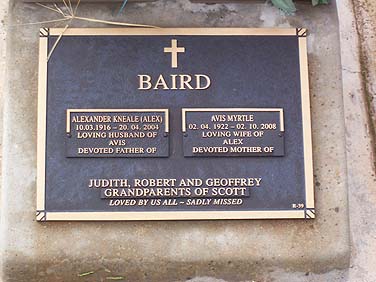 BAIRD
ALEXANDER KNEALE (ALEX)
10.03.1916 – 20.04.2004
LOVING HUSBAND OF
AVIS
DEVOTED FATHER OF
AVIS MYRTLE
02.04.1922 – 02.10.2008
LOVING WIFE OF
ALEX
DEVOTED MOTHER OF
JUDITH, ROBERT AND GEOFFREY
GRANDPARENTS OF SCOTT
LOVED BY US ALL – SADLY MISSED
R-39